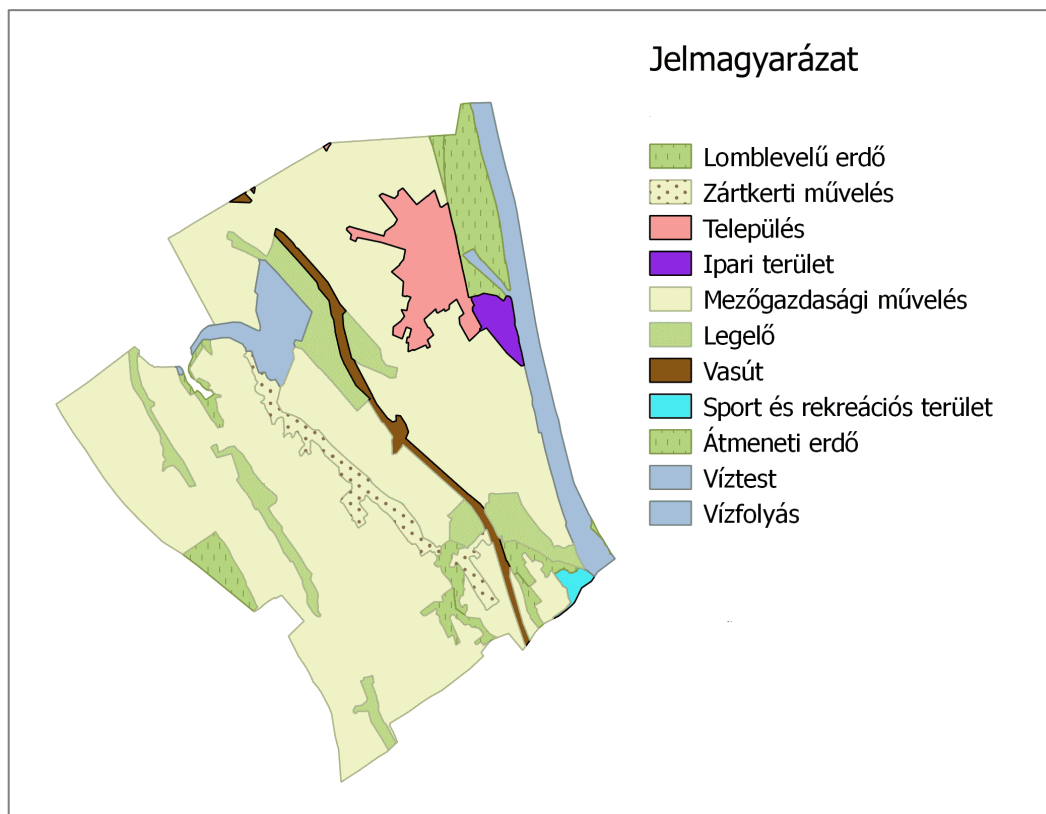 Jelmagyarázat
Lomblevelű erdő
Zártkerti művelés
Település
Ipari terület
Mezőgazdasági művelés
Legelő
Vasút
Sport és rekreációs terület
Átmeneti erdő
Víztest
Vízfolyás